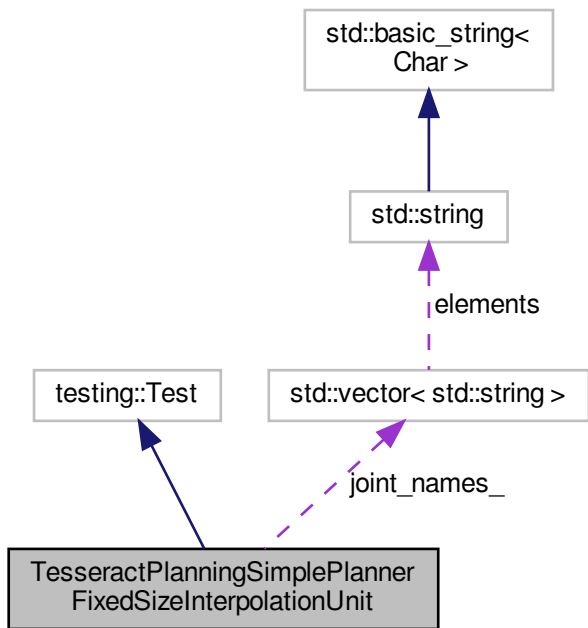 std::basic_string<
Char >
std::string
elements
testing::Test
std::vector< std::string >
joint_names_
TesseractPlanningSimplePlanner
FixedSizeInterpolationUnit